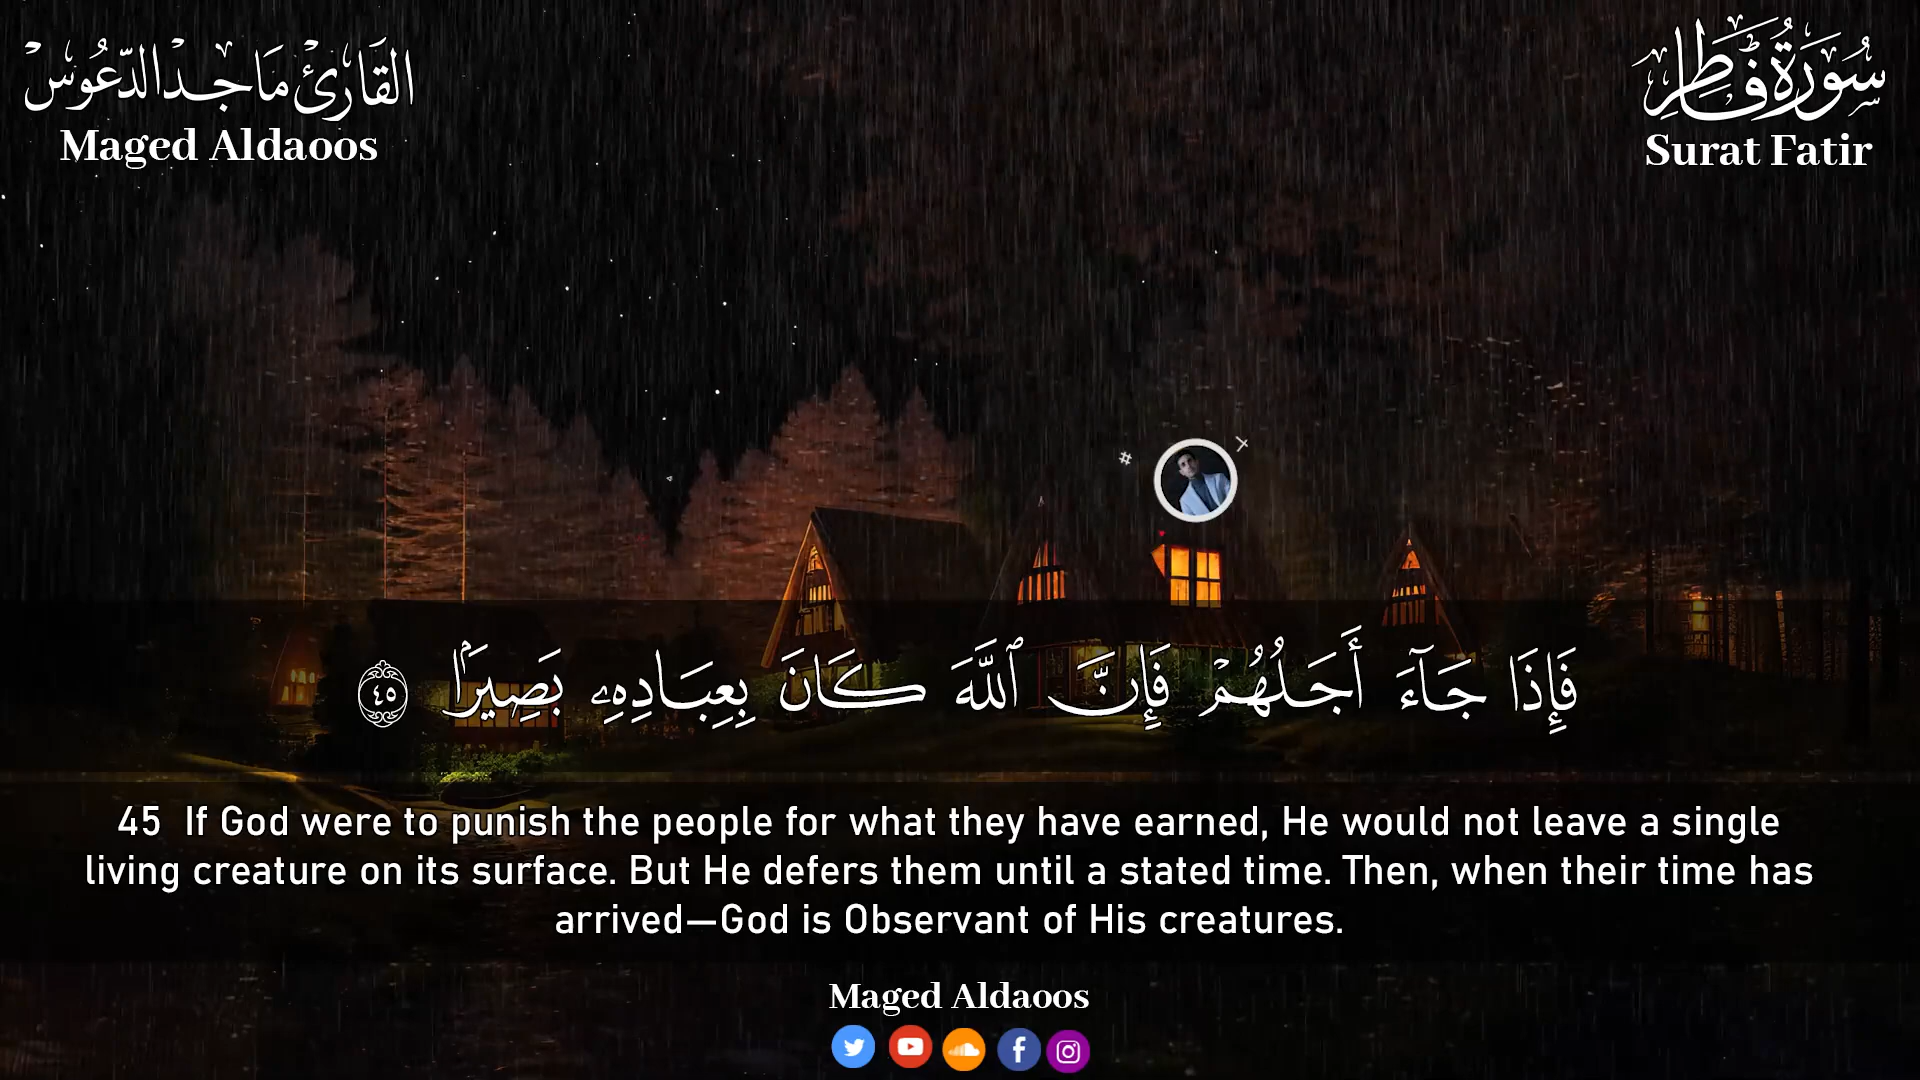 القَارِئ مَاجِد الدّعُوس
Maged Aldaoos
سُورَةُ فَاطِر
Surat Fatir
فَإِذَا جَآءَ أَجَلُهُمْ فَإِنَّ ٱللَّهَ كَانَ بِعِبَادِهِۦ بَصِيرَۢا ٤٥
45 If God were to punish the people for what they have earned, He would not leave a single
living creature on its surface. But He defers them until a stated time. Then, when their time has
arrived—God is Observant of His creatures.
Maged Aldaoos